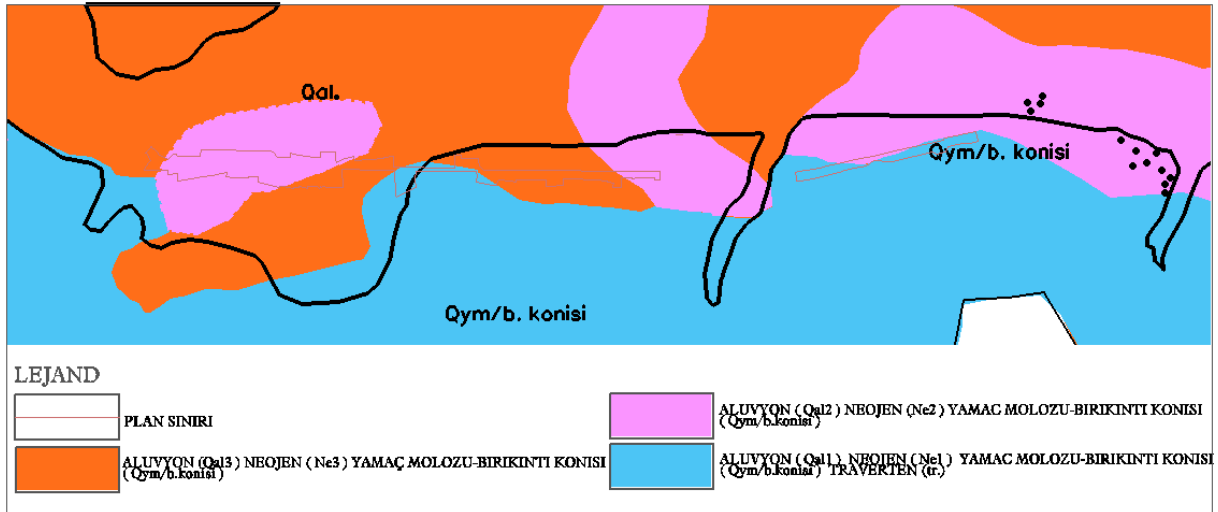 Qal.
Qym/b. konisi
Qym/b. konisi
LEJAND
PLAN SINIRI
ALUVYON (Qal3) NEOJEN (Ne3) YAMAÇ MOLOZU-BIRIKINTI KONISI
(Qym/b.konisi)
ALUVYON (Qal2) NEOJEN (Ne2) YAMAC MOLOZU-BIRIKINTI KONISI
(Qym/b.konisi)
ALUVYON (Qal1) NEOJEN (Ne1) YAMAC MOLOZU-BIRIKINTI KONISI
(Qym/b.konisi) TRAVERTEN (tr.)